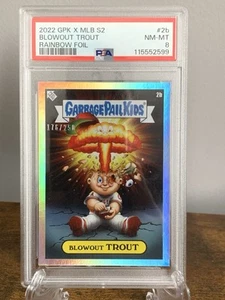 2022 GPK X MLB S2 #2b
BLOWOUT TROUT NM-MT
RAINBOW FOIL PSA 8
115552599
GARBAGE PAIL KIDS
2b
BLOWOUT TROUT